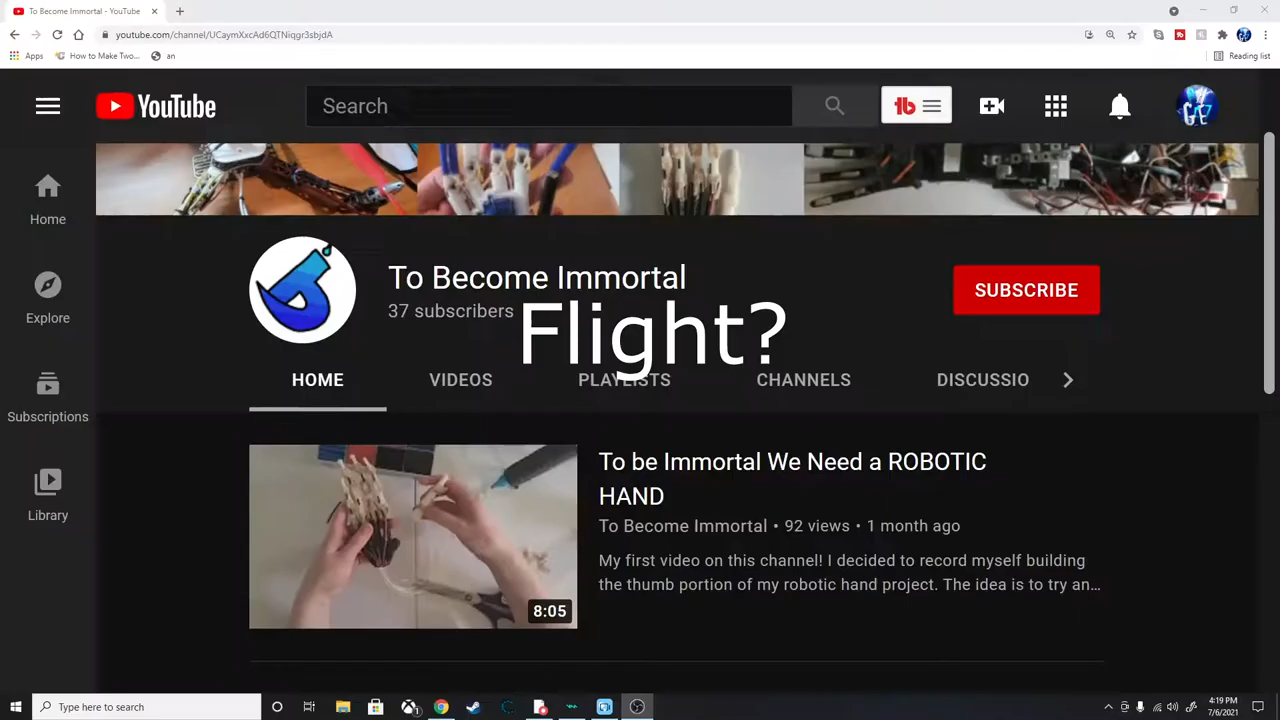 To Become Immortal - YouTube
youtube.com/channel/UCaymXxcAd6QTNiqgr3sbjdA
Apps How to Make Two... an Reading list
YouTube Search
Home
Explore
Subscriptions
Library
To Become Immortal
37 subscribers
SUBSCRIBE
Flight?
HOME VIDEOS PLAYLISTS CHANNELS DISCUSSIO
To be Immortal We Need a ROBOTIC
HAND
To Become Immortal • 92 views • 1 month ago
My first video on this channel! I decided to record myself building
the thumb portion of my robotic hand project. The idea is to try an...
8:05
Type here to search
4:19 PM
7/6/2021